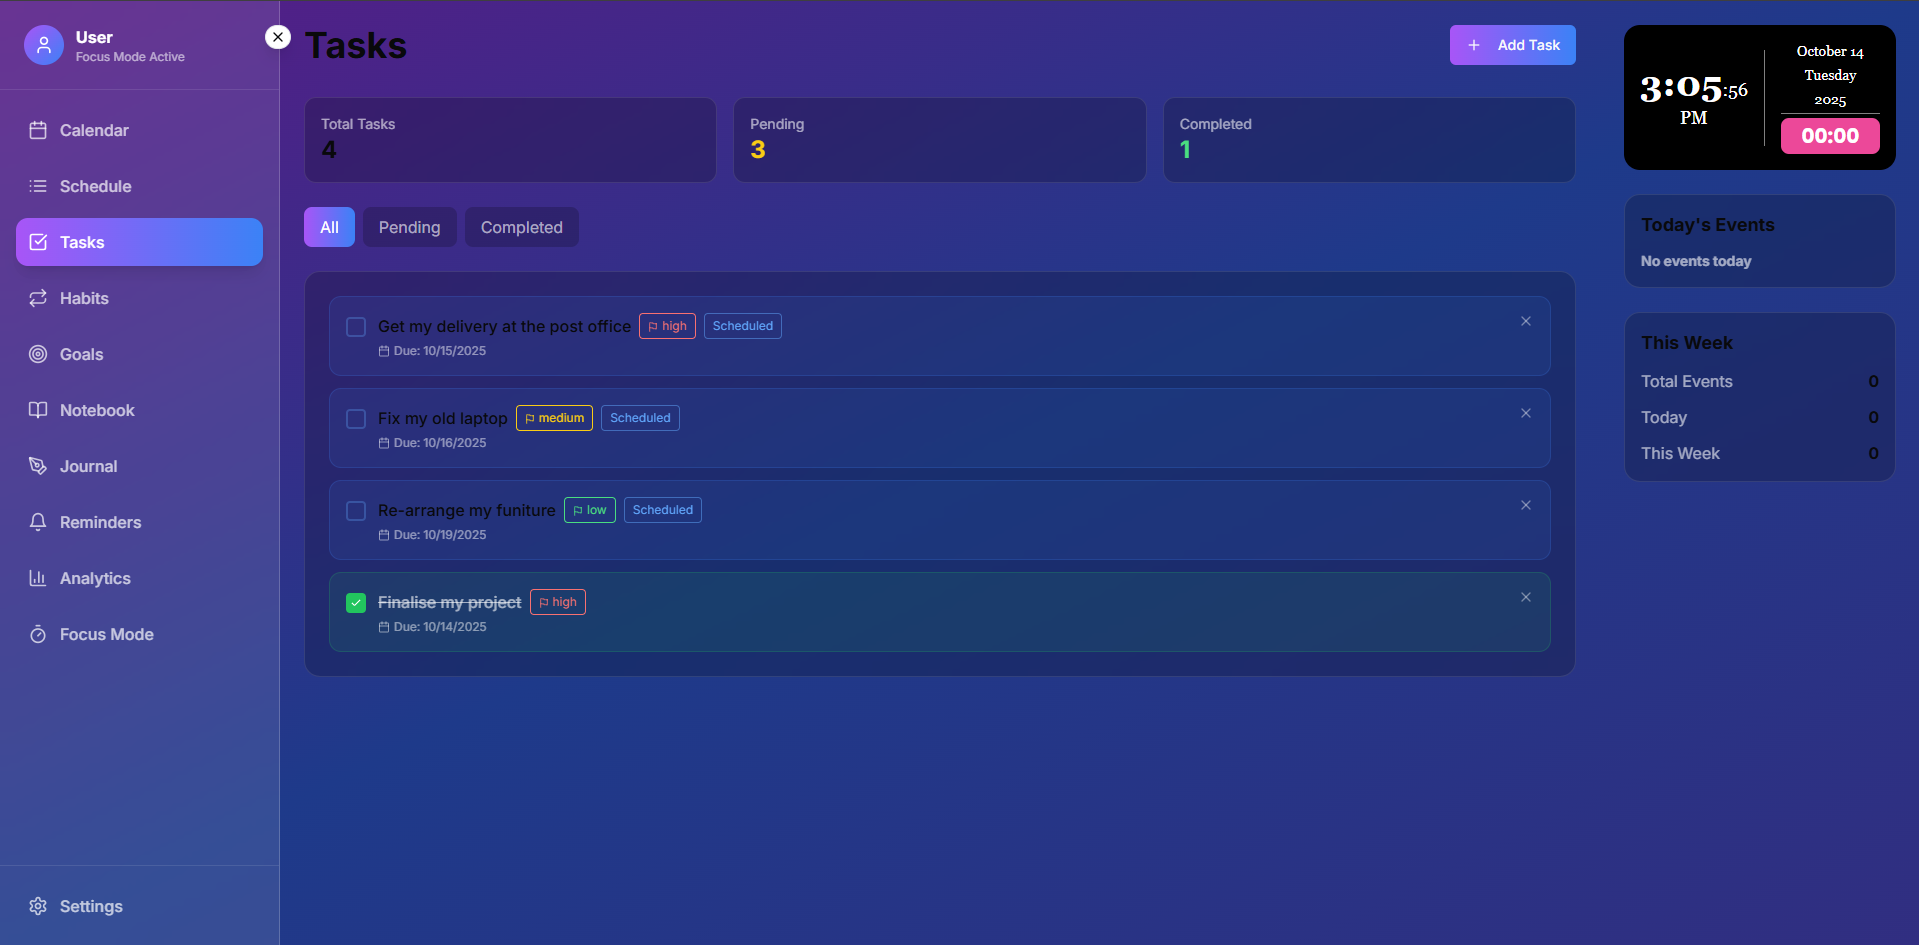 User
Focus Mode Active
Calendar
Schedule
Tasks
Habits
Goals
Notebook
Journal
Reminders
Analytics
Focus Mode
Settings
Tasks
Add Task
Total Tasks
4
Pending
3
Completed
1
All
Pending
Completed
Get my delivery at the post office high Scheduled
Due: 10/15/2025
Fix my old laptop medium Scheduled
Due: 10/16/2025
Re-arrange my funiture low Scheduled
Due: 10/19/2025
Finalise my project high
Due: 10/14/2025
3:05:56
PM
October 14
Tuesday
2025
00:00
Today's Events
No events today
This Week
Total Events 0
Today 0
This Week 0